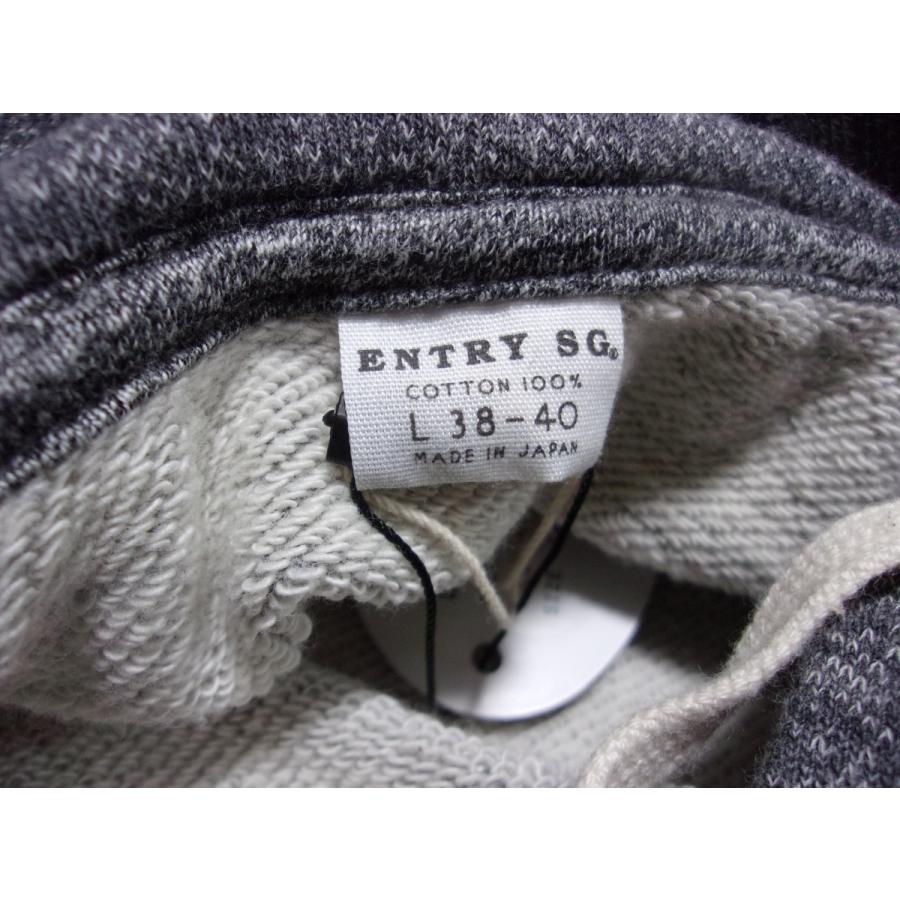 ENTRY SG®
COTTON 100%
L 38-40
MADE IN JAPAN